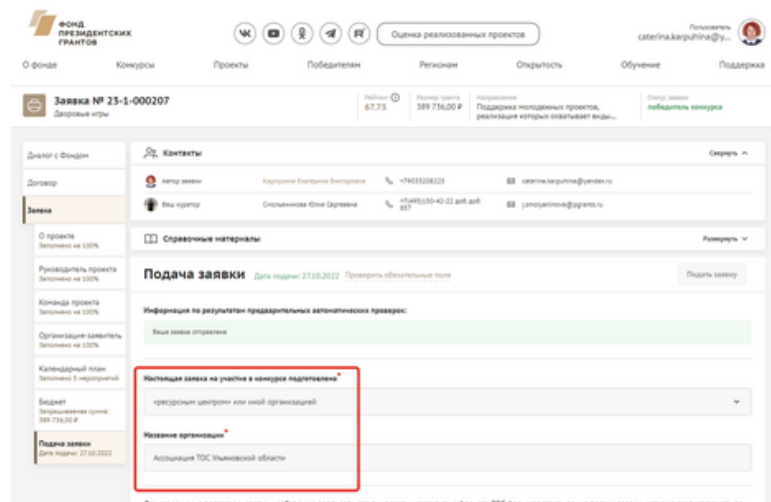 ФОНД
ПРЕЗИДЕНТСКИХ
ГРАНТОВ
Оценка реализованных проектов
Пользователь
caterina.karpuhina@y...
О фонде Конкурсы Проекты Победителям Регионам Открытость Обучение Поддержка
Заявка № 23-1-000207
Дворовые игры
Рейтинг
67,75
Размер гранта
389 736,00 ₽
Направление
Поддержка молодежных проектов,
реализация которых охватывает виды...
Статус заявки
победитель конкурса
Диалог с Фондом
Договор
Заявка
О проекте
Заполнено на 100%
Руководитель проекта
Заполнено на 100%
Команда проекта
Заполнено на 100%
Организация-заявитель
Заполнено на 100%
Календарный план
Заполнено 5 мероприятий
Бюджет
Запрашиваемая сумма:
389 736,00 ₽
Подача заявки
Дата подачи: 27.10.2022
Контакты
Свернуть
Автор заявки Карпухина Екатерина Викторовна +79033208225 caterina.karpuhina@yandex.ru
Ваш куратор Юлия Сергеевна
Справочные материалы
Развернуть
Подача заявки Дата подачи: 27.10.2022 Проверить обязательные поля Подать заявку
Информация по результатам предварительных автоматических проверок:
Ваша заявка отправлена
Настоящая заявка на участие в конкурсе подготовлена*
«ресурсным центром» или иной организацией
Название организации*
Ассоциация ТОС Ульяновской области